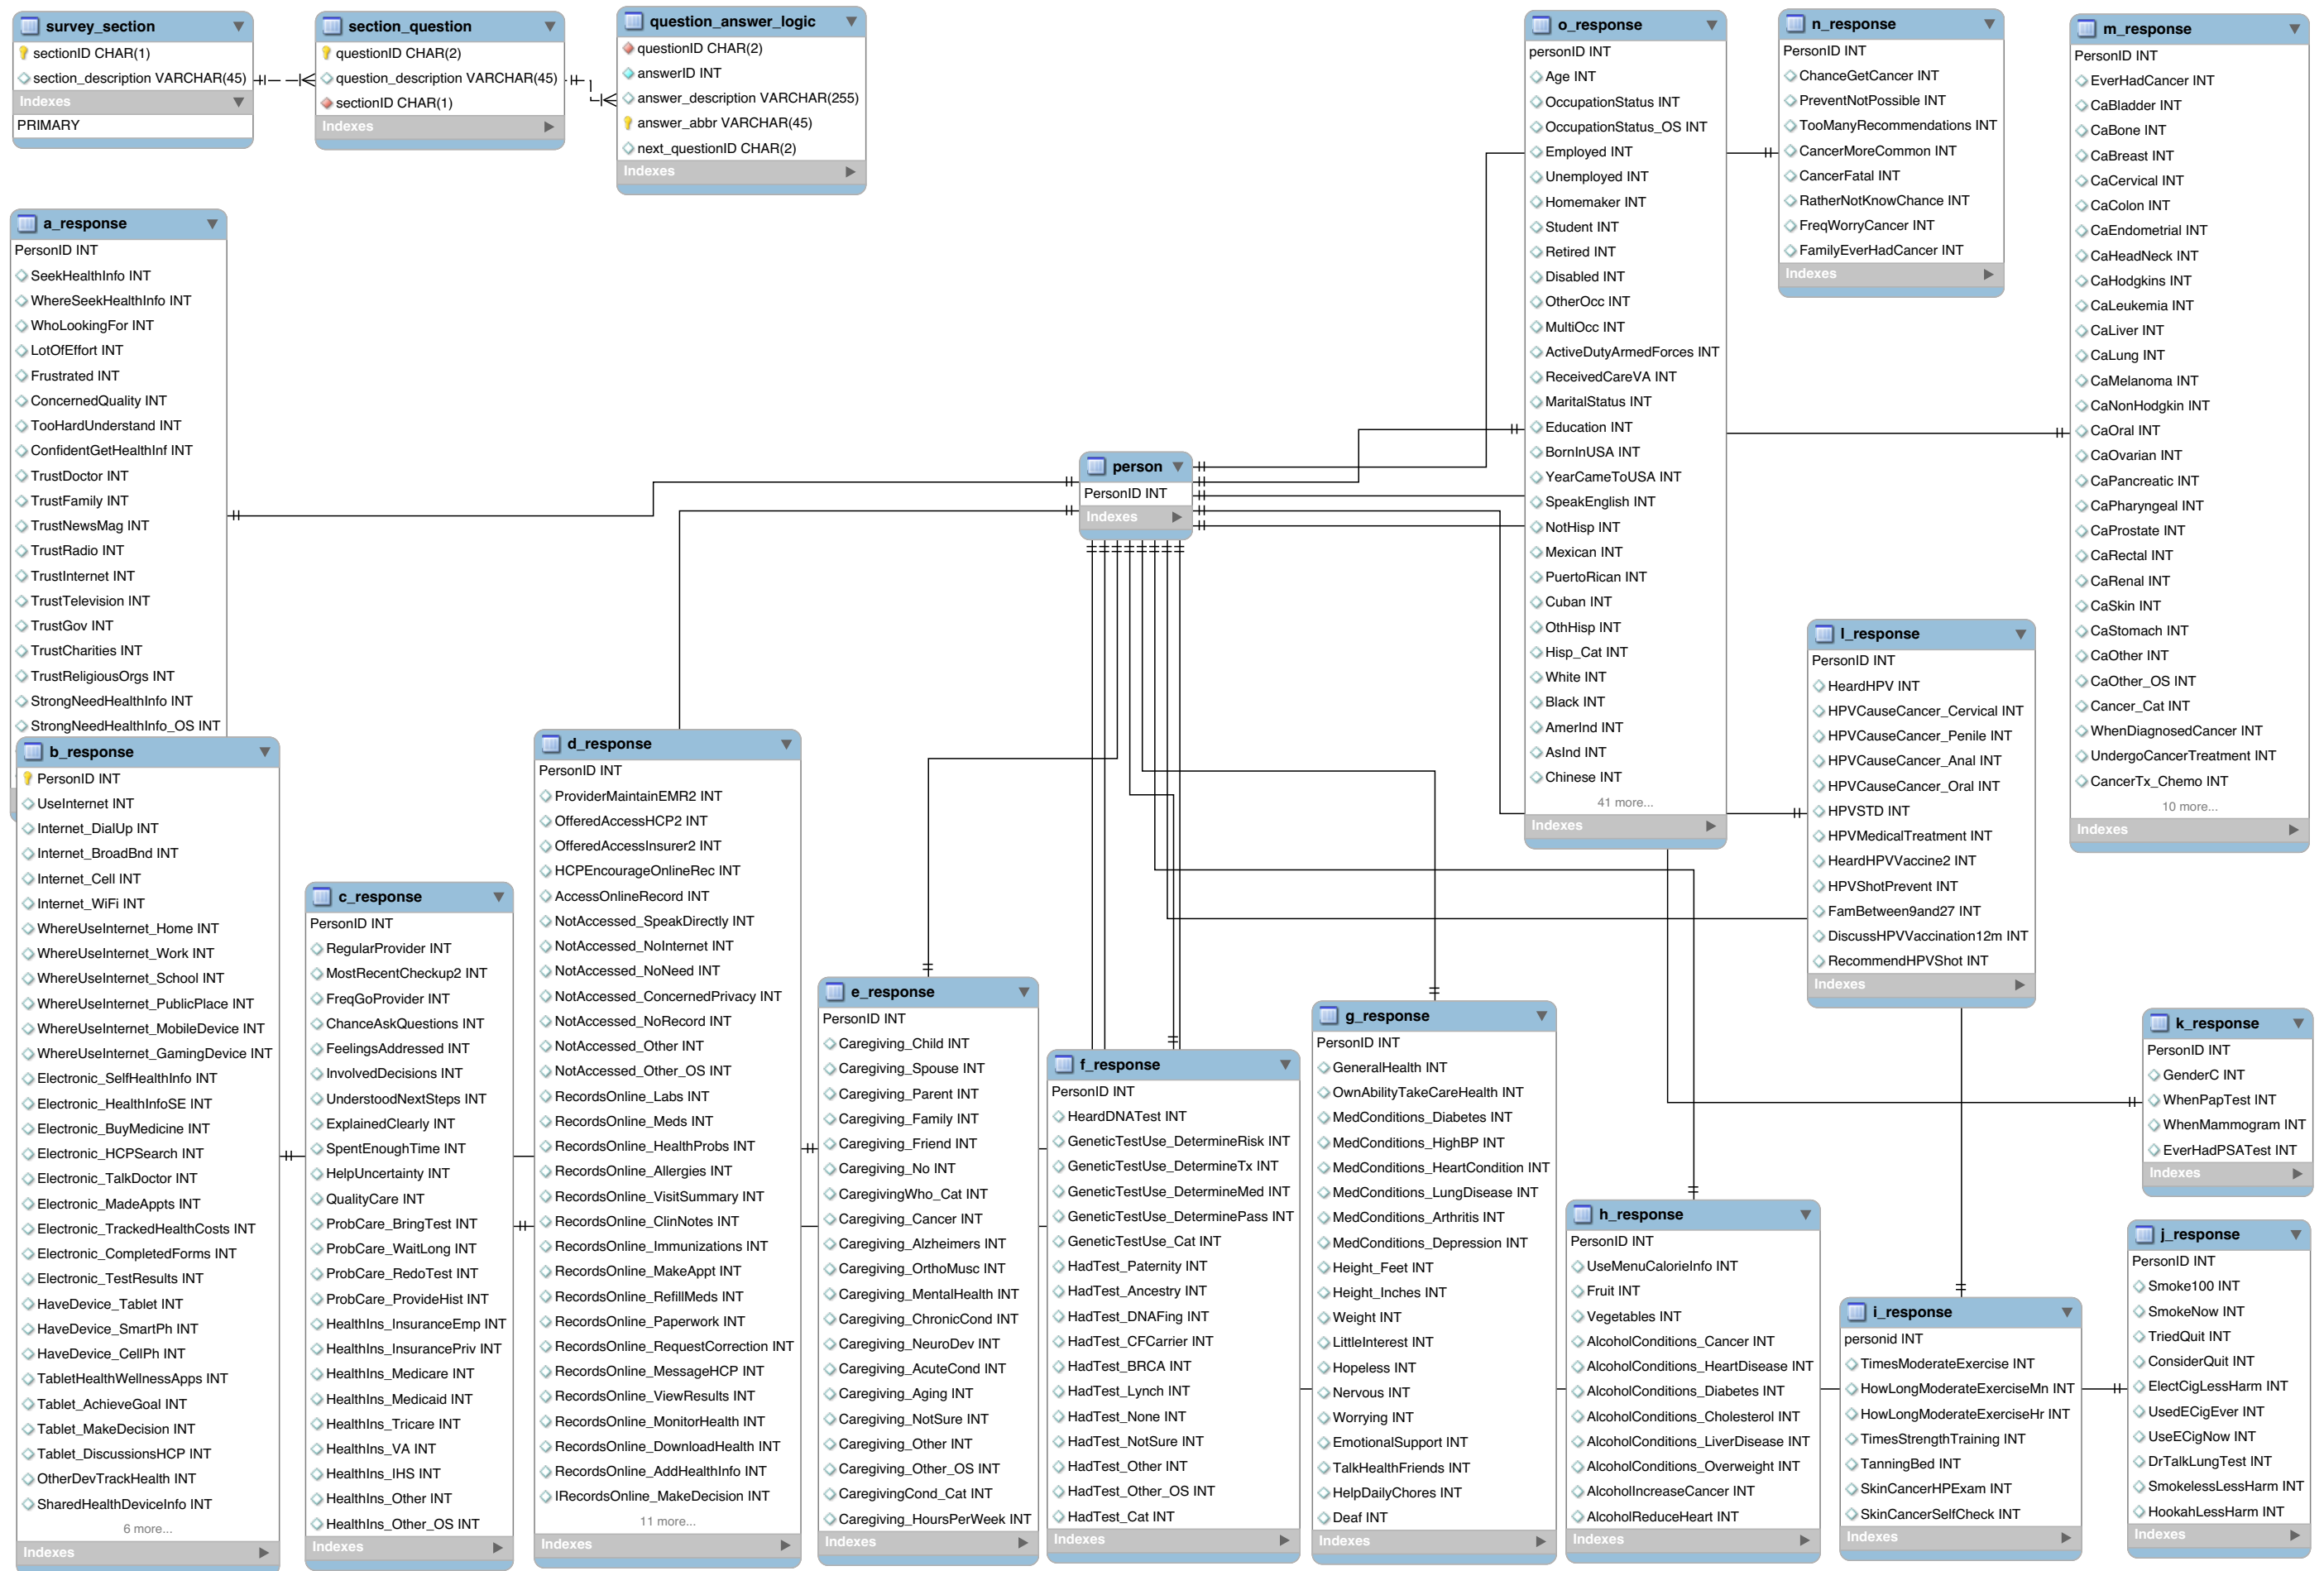 survey_section
sectionID CHAR(1)
section_description VARCHAR(45)
Indexes
PRIMARY
section_question
questionID CHAR(2)
question_description VARCHAR(45)
sectionID CHAR(1)
Indexes
question_answer_logic
questionID CHAR(2)
answerID INT
answer_description VARCHAR(255)
answer_abbr VARCHAR(45)
next_questionID CHAR(2)
Indexes
o_response
personID INT
Age INT
OccupationStatus INT
OccupationStatus_OS INT
Employed INT
Unemployed INT
Homemaker INT
Student INT
Retired INT
Disabled INT
OtherOcc INT
MultiOcc INT
ActiveDutyArmedForces INT
ReceivedCareVA INT
MaritalStatus INT
Education INT
BornInUSA INT
YearCameToUSA INT
SpeakEnglish INT
NotHisp INT
Mexican INT
PuertoRican INT
Cuban INT
OthHisp INT
Hisp_Cat INT
White INT
Black INT
AmerInd INT
AsInd INT
Chinese INT
41 more...
Indexes
n_response
PersonID INT
ChanceGetCancer INT
PreventNotPossible INT
TooManyRecommendations INT
CancerMoreCommon INT
CancerFatal INT
RatherNotKnowChance INT
FreqWorryCancer INT
FamilyEverHadCancer INT
Indexes
m_response
PersonID INT
EverHadCancer INT
CaBladder INT
CaBone INT
CaBreast INT
CaCervical INT
CaColon INT
CaEndometrial INT
CaHeadNeck INT
CaHodgkins INT
CaLeukemia INT
CaLiver INT
CaLung INT
CaMelanoma INT
CaNonHodgkin INT
CaOral INT
CaOvarian INT
CaPancreatic INT
CaPharyngeal INT
CaProstate INT
CaRectal INT
CaRenal INT
CaSkin INT
CaStomach INT
CaOther INT
CaOther_OS INT
Cancer_Cat INT
WhenDiagnosedCancer INT
UndergoCancerTreatment INT
CancerTx_Chemo INT
10 more...
Indexes
a_response
PersonID INT
SeekHealthInfo INT
WhereSeekHealthInfo INT
WhoLookingFor INT
LotOfEffort INT
Frustrated INT
ConcernedQuality INT
TooHardUnderstand INT
ConfidentGetHealthInf INT
TrustDoctor INT
TrustFamily INT
TrustNewsMag INT
TrustRadio INT
TrustInternet INT
TrustTelevision INT
TrustGov INT
TrustCharities INT
TrustReligiousOrgs INT
StrongNeedHealthInfo INT
StrongNeedHealthInfo_OS INT
person
PersonID INT
Indexes
l_response
PersonID INT
HeardHPV INT
HPVCauseCancer_Cervical INT
HPVCauseCancer_Penile INT
HPVCauseCancer_Anal INT
HPVCauseCancer_Oral INT
HPVSTD INT
HPVMedicalTreatment INT
HeardHPVVaccine2 INT
HPVShotPrevent INT
FamBetween9and27 INT
DiscussHPVVaccination12m INT
RecommendHPVShot INT
Indexes
b_response
PersonID INT
UseInternet INT
Internet_DialUp INT
Internet_BroadBnd INT
Internet_Cell INT
Internet_WiFi INT
WhereUseInternet_Home INT
WhereUseInternet_Work INT
WhereUseInternet_School INT
WhereUseInternet_PublicPlace INT
WhereUseInternet_MobileDevice INT
WhereUseInternet_GamingDevice INT
Electronic_SelfHealthInfo INT
Electronic_HealthInfoSE INT
Electronic_BuyMedicine INT
Electronic_HCPSearch INT
Electronic_TalkDoctor INT
Electronic_MadeAppts INT
Electronic_TrackedHealthCosts INT
Electronic_CompletedForms INT
Electronic_TestResults INT
HaveDevice_Tablet INT
HaveDevice_SmartPh INT
HaveDevice_CellPh INT
TabletHealthWellnessApps INT
Tablet_AchieveGoal INT
Tablet_MakeDecision INT
Tablet_DiscussionsHCP INT
OtherDevTrackHealth INT
SharedHealthDeviceInfo INT
6 more...
Indexes
c_response
PersonID INT
RegularProvider INT
MostRecentCheckup2 INT
FreqGoProvider INT
ChanceAskQuestions INT
FeelingsAddressed INT
InvolvedDecisions INT
UnderstoodNextSteps INT
ExplainedClearly INT
SpentEnoughTime INT
HelpUncertainty INT
QualityCare INT
ProbCare_BringTest INT
ProbCare_WaitLong INT
ProbCare_RedoTest INT
ProbCare_ProvideHist INT
HealthIns_InsuranceEmp INT
HealthIns_InsurancePriv INT
HealthIns_Medicare INT
HealthIns_Medicaid INT
HealthIns_Tricare INT
HealthIns_VA INT
HealthIns_IHS INT
HealthIns_Other INT
HealthIns_Other_OS INT
Indexes
d_response
PersonID INT
ProviderMaintainEMR2 INT
OfferedAccessHCP2 INT
OfferedAccessInsurer2 INT
HCPEncourageOnlineRec INT
AccessOnlineRecord INT
NotAccessed_SpeakDirectly INT
NotAccessed_NoInternet INT
NotAccessed_NoNeed INT
NotAccessed_ConcernedPrivacy INT
NotAccessed_NoRecord INT
NotAccessed_Other INT
NotAccessed_Other_OS INT
RecordsOnline_Labs INT
RecordsOnline_Meds INT
RecordsOnline_HealthProbs INT
RecordsOnline_Allergies INT
RecordsOnline_VisitSummary INT
RecordsOnline_ClinNotes INT
RecordsOnline_Immunizations INT
RecordsOnline_MakeAppt INT
RecordsOnline_RefillMeds INT
RecordsOnline_Paperwork INT
RecordsOnline_RequestCorrection INT
RecordsOnline_MessageHCP INT
RecordsOnline_ViewResults INT
RecordsOnline_MonitorHealth INT
RecordsOnline_DownloadHealth INT
RecordsOnline_AddHealthInfo INT
IRecordsOnline_MakeDecision INT
11 more...
Indexes
e_response
PersonID INT
Caregiving_Child INT
Caregiving_Spouse INT
Caregiving_Parent INT
Caregiving_Family INT
Caregiving_Friend INT
Caregiving_No INT
CaregivingWho_Cat INT
Caregiving_Cancer INT
Caregiving_Alzheimers INT
Caregiving_OrthoMusc INT
Caregiving_MentalHealth INT
Caregiving_ChronicCond INT
Caregiving_NeuroDev INT
Caregiving_AcuteCond INT
Caregiving_Aging INT
Caregiving_NotSure INT
Caregiving_Other INT
Caregiving_Other_OS INT
CaregivingCond_Cat INT
Caregiving_HoursPerWeek INT
Indexes
f_response
PersonID INT
HeardDNATest INT
GeneticTestUse_DetermineRisk INT
GeneticTestUse_DetermineTx INT
GeneticTestUse_DetermineMed INT
GeneticTestUse_DeterminePass INT
GeneticTestUse_Cat INT
HadTest_Paternity INT
HadTest_Ancestry INT
HadTest_DNAFing INT
HadTest_CFCarrier INT
HadTest_BRCA INT
HadTest_Lynch INT
HadTest_None INT
HadTest_NotSure INT
HadTest_Other INT
HadTest_Other_OS INT
HadTest_Cat INT
Indexes
g_response
PersonID INT
GeneralHealth INT
OwnAbilityTakeCareHealth INT
MedConditions_Diabetes INT
MedConditions_HighBP INT
MedConditions_HeartCondition INT
MedConditions_LungDisease INT
MedConditions_Arthritis INT
MedConditions_Depression INT
Height_Feet INT
Height_Inches INT
Weight INT
LittleInterest INT
Hopeless INT
Nervous INT
Worrying INT
EmotionalSupport INT
TalkHealthFriends INT
HelpDailyChores INT
Deaf INT
Indexes
h_response
PersonID INT
UseMenuCalorieInfo INT
Fruit INT
Vegetables INT
AlcoholConditions_Cancer INT
AlcoholConditions_HeartDisease INT
AlcoholConditions_Diabetes INT
AlcoholConditions_Cholesterol INT
AlcoholConditions_LiverDisease INT
AlcoholConditions_Overweight INT
AlcoholIncreaseCancer INT
AlcoholReduceHeart INT
Indexes
i_response
personid INT
TimesModerateExercise INT
HowLongModerateExerciseMn INT
HowLongModerateExerciseHr INT
TimesStrengthTraining INT
TanningBed INT
SkinCancerHPExam INT
SkinCancerSelfCheck INT
Indexes
k_response
PersonID INT
GenderC INT
WhenPapTest INT
WhenMammogram INT
EverHadPSATest INT
Indexes
j_response
PersonID INT
Smoke100 INT
SmokeNow INT
TriedQuit INT
ConsiderQuit INT
ElectCigLessHarm INT
UsedECigEver INT
UseECigNow INT
DrTalkLungTest INT
SmokelessLessHarm INT
HookahLessHarm INT
Indexes